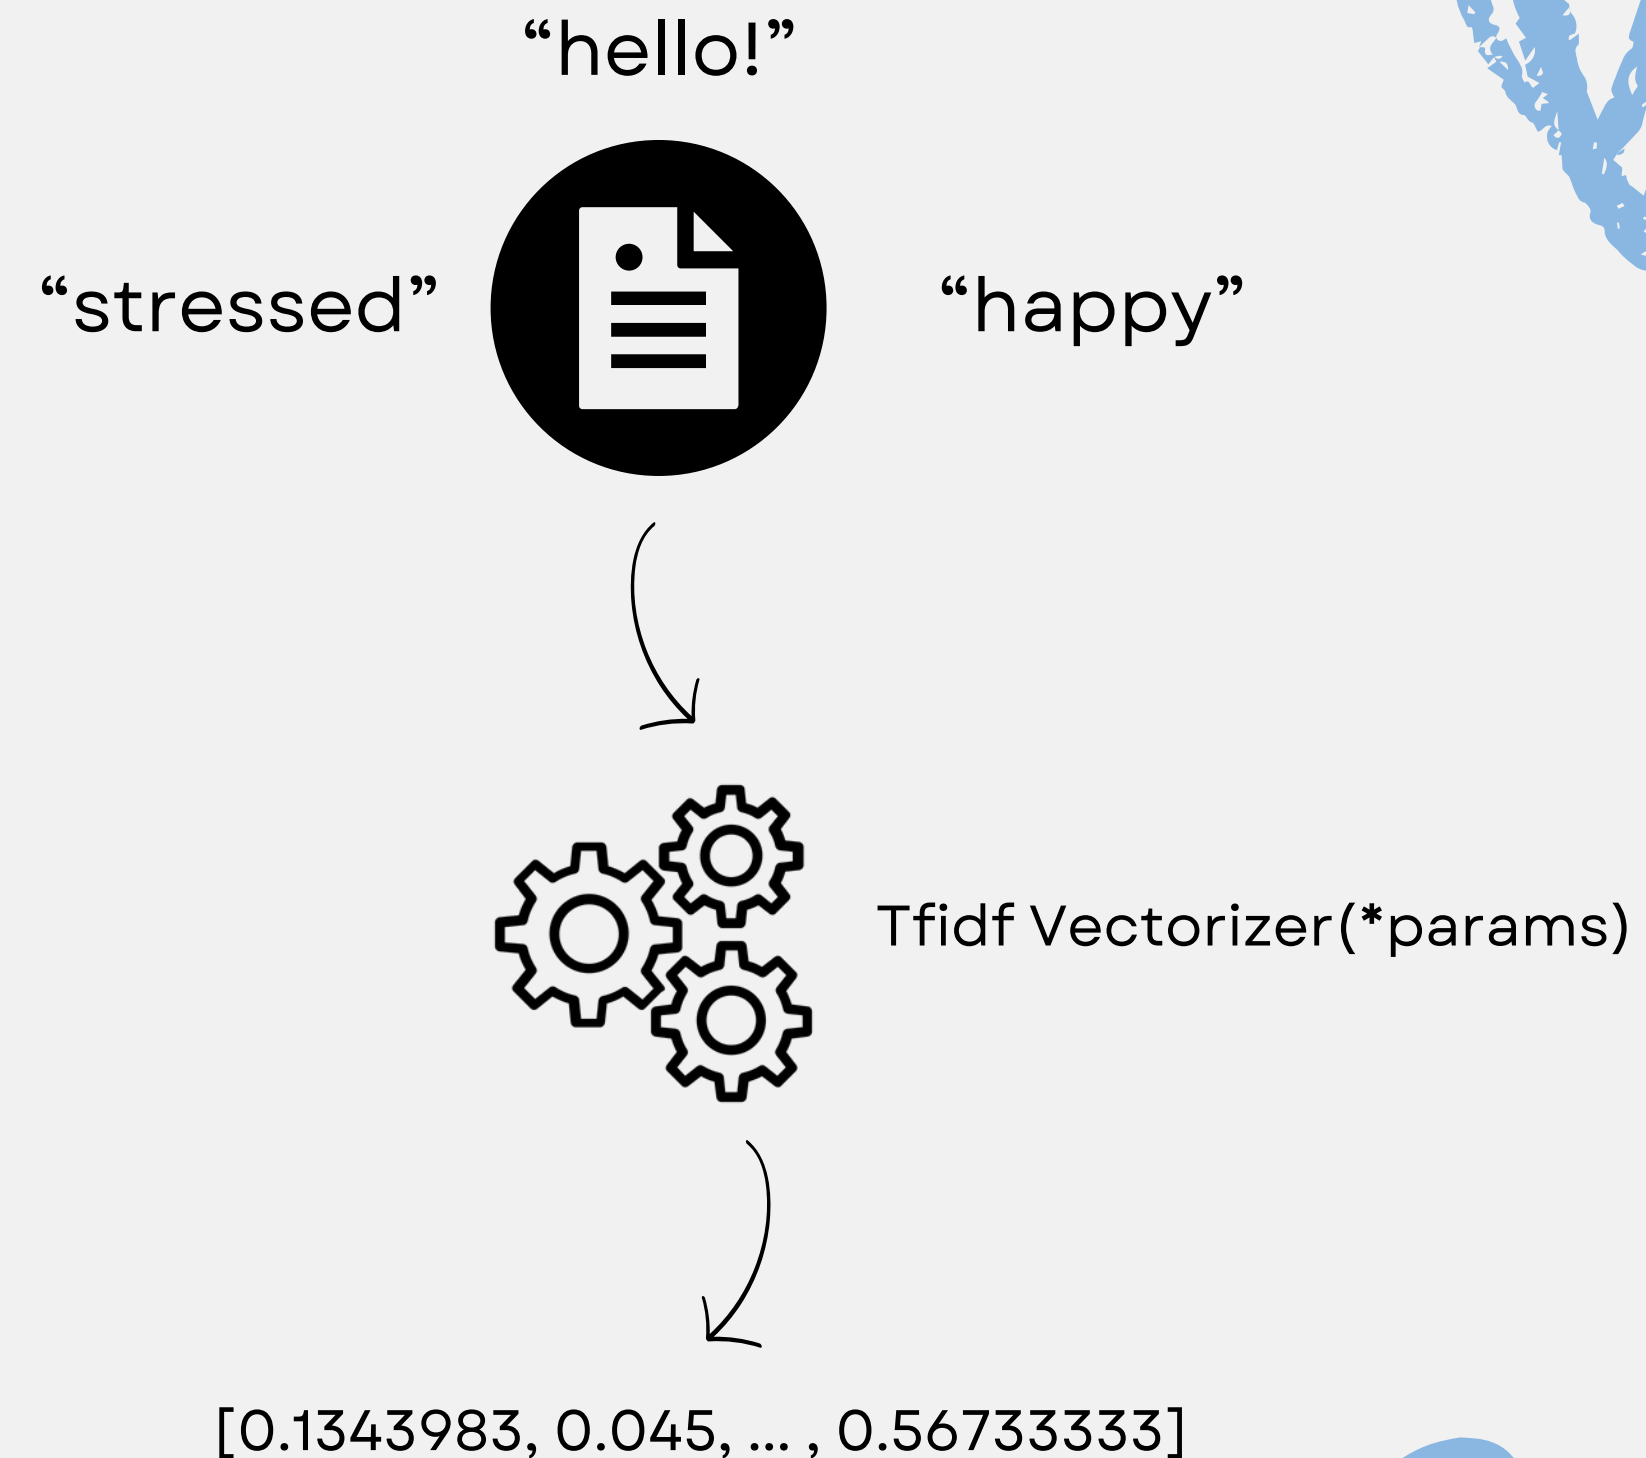 “hello!”
“stressed”
“happy”
Tfidf Vectorizer(*params)
[0.1343983, 0.045, ... , 0.56733333]